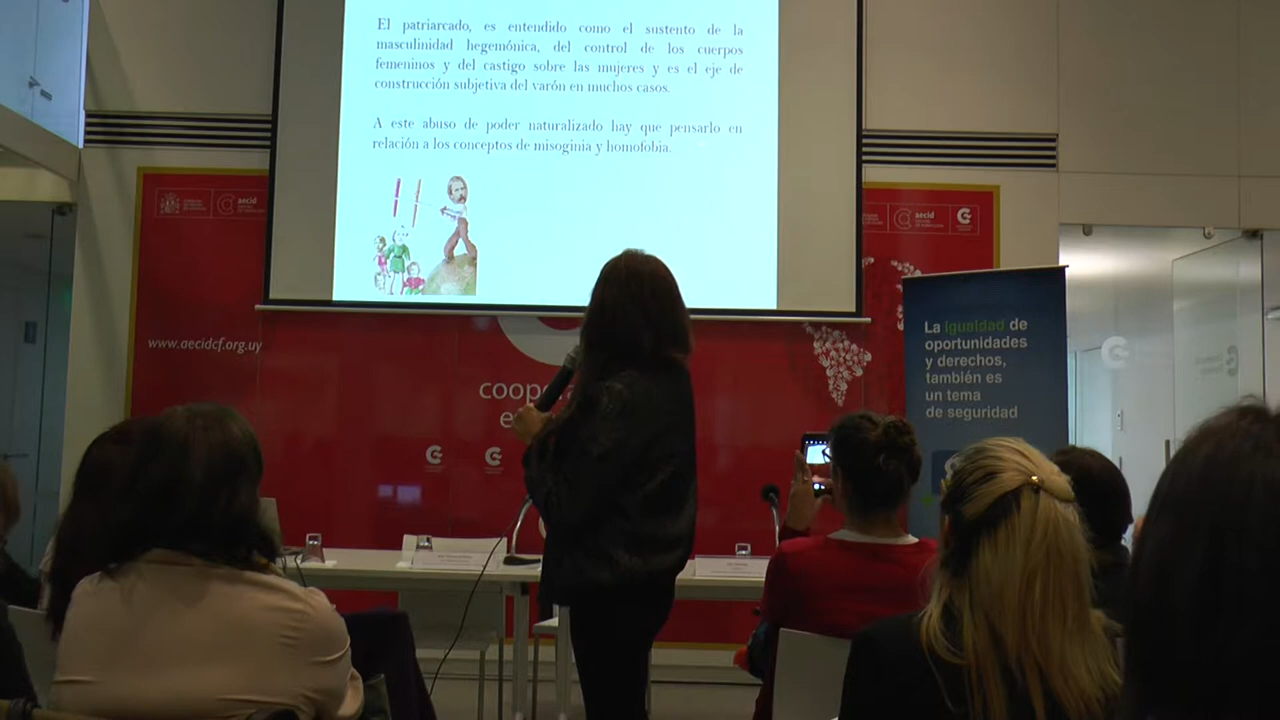 El patriarcado, es entendido como el sustento de la
masculinidad hegemónica, del control de los cuerpos
femeninos y del castigo sobre las mujeres y es el eje de
construcción subjetiva del varón en muchos casos.
A este abuso de poder naturalizado hay que pensarlo en
relación a los conceptos de misoginia y homofobia.
aecid
aecid
www.aecidcf.org.uy
La igualdad de
oportunidades
y derechos,
también es
un tema
de seguridad